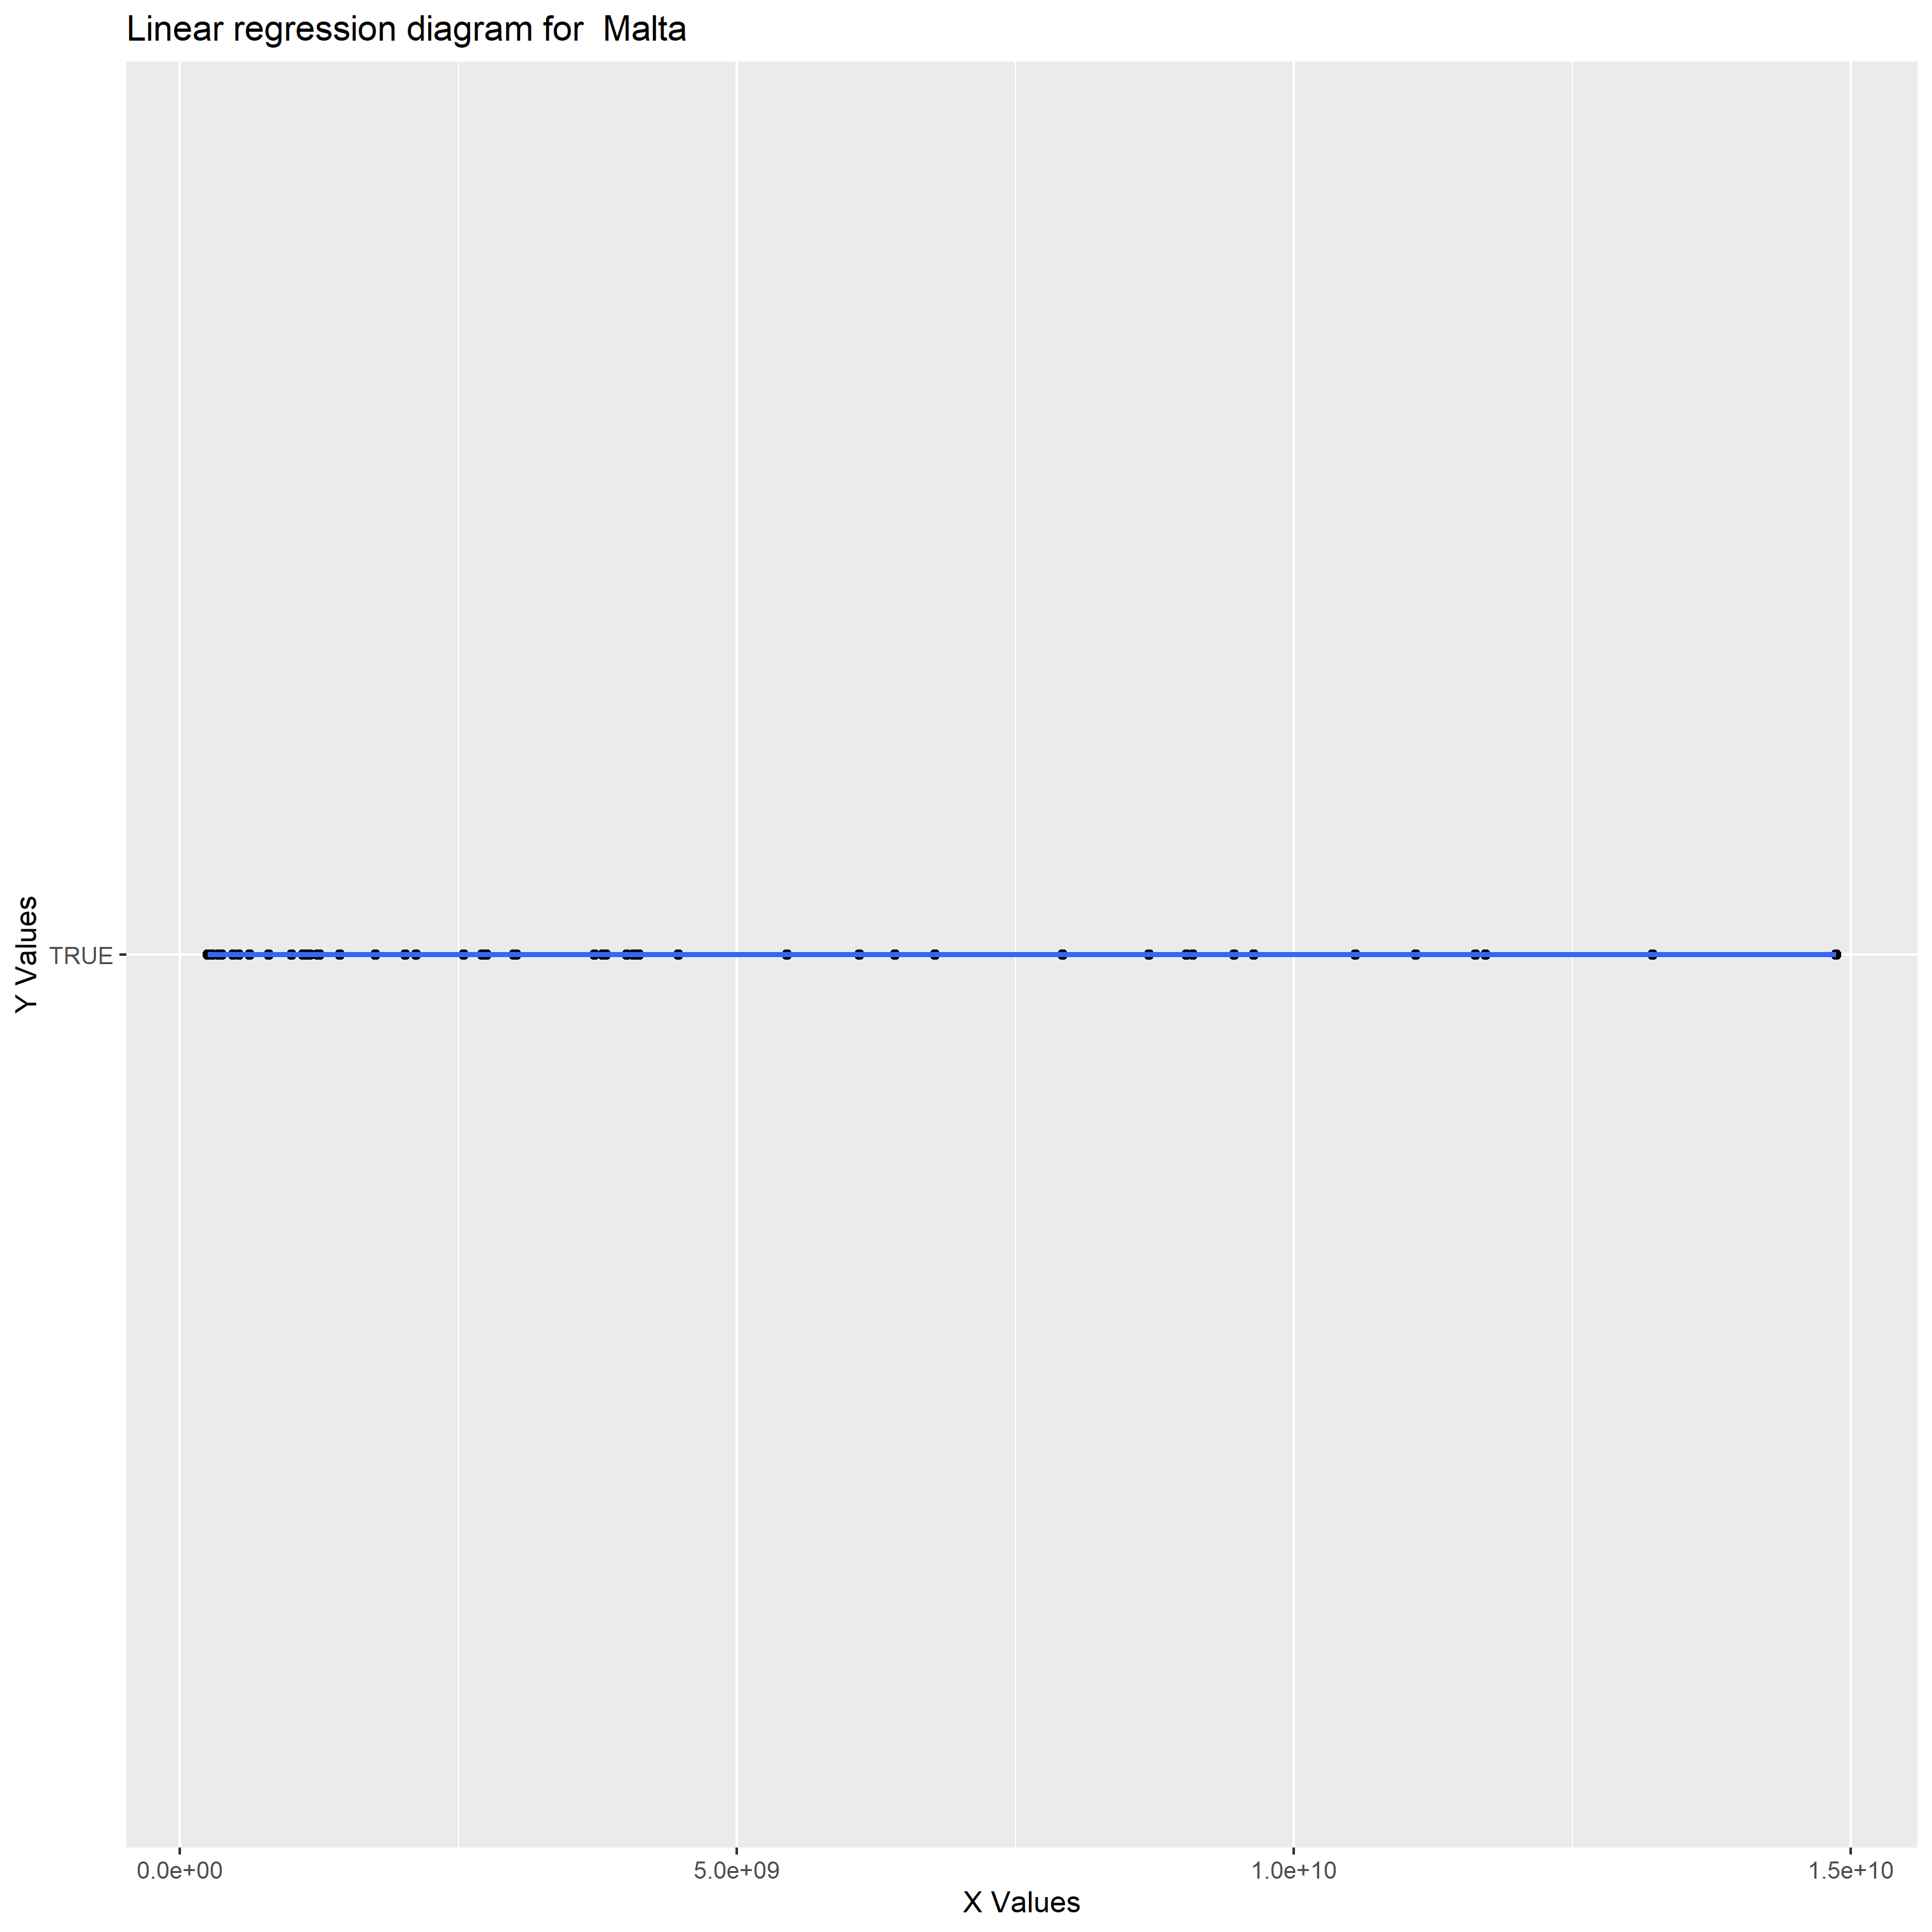 Linear regression diagram for  Malta
Y Values
TRUE
0.0e+00
5.0e+09
1.0e+10
1.5e+10
X Values